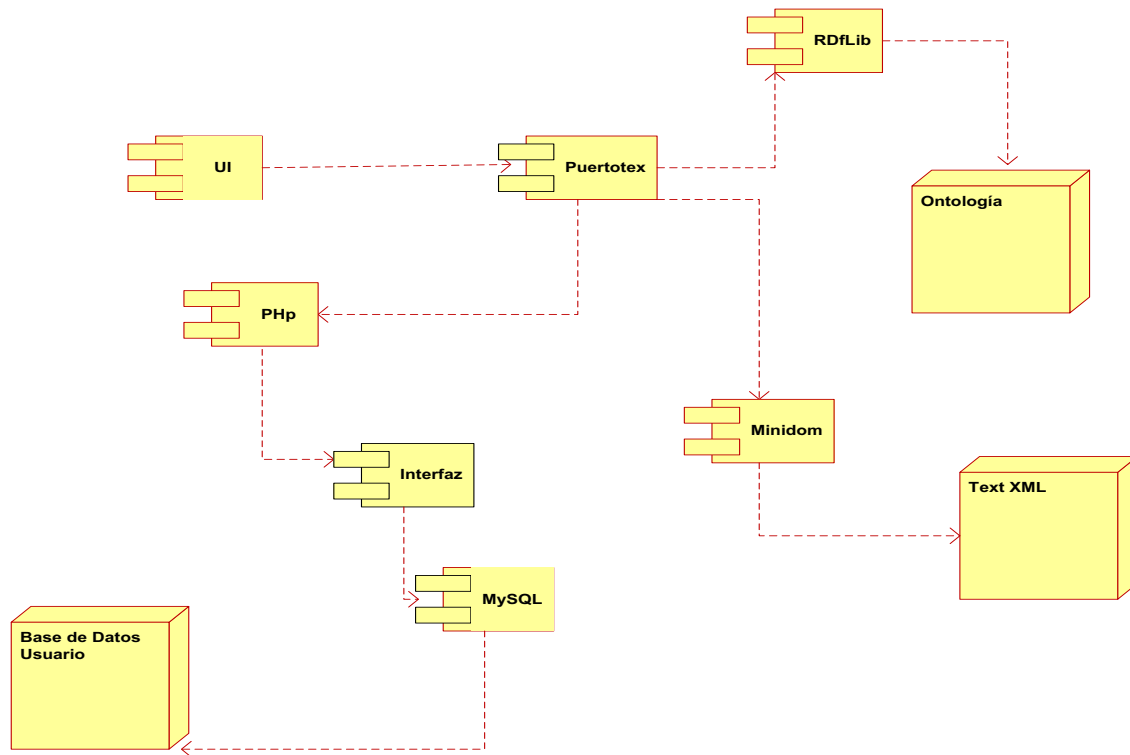 RDfLib
UI
Puertotex
Ontología
PHp
Minidom
Interfaz
Text XML
MySQL
Base de Datos
Usuario